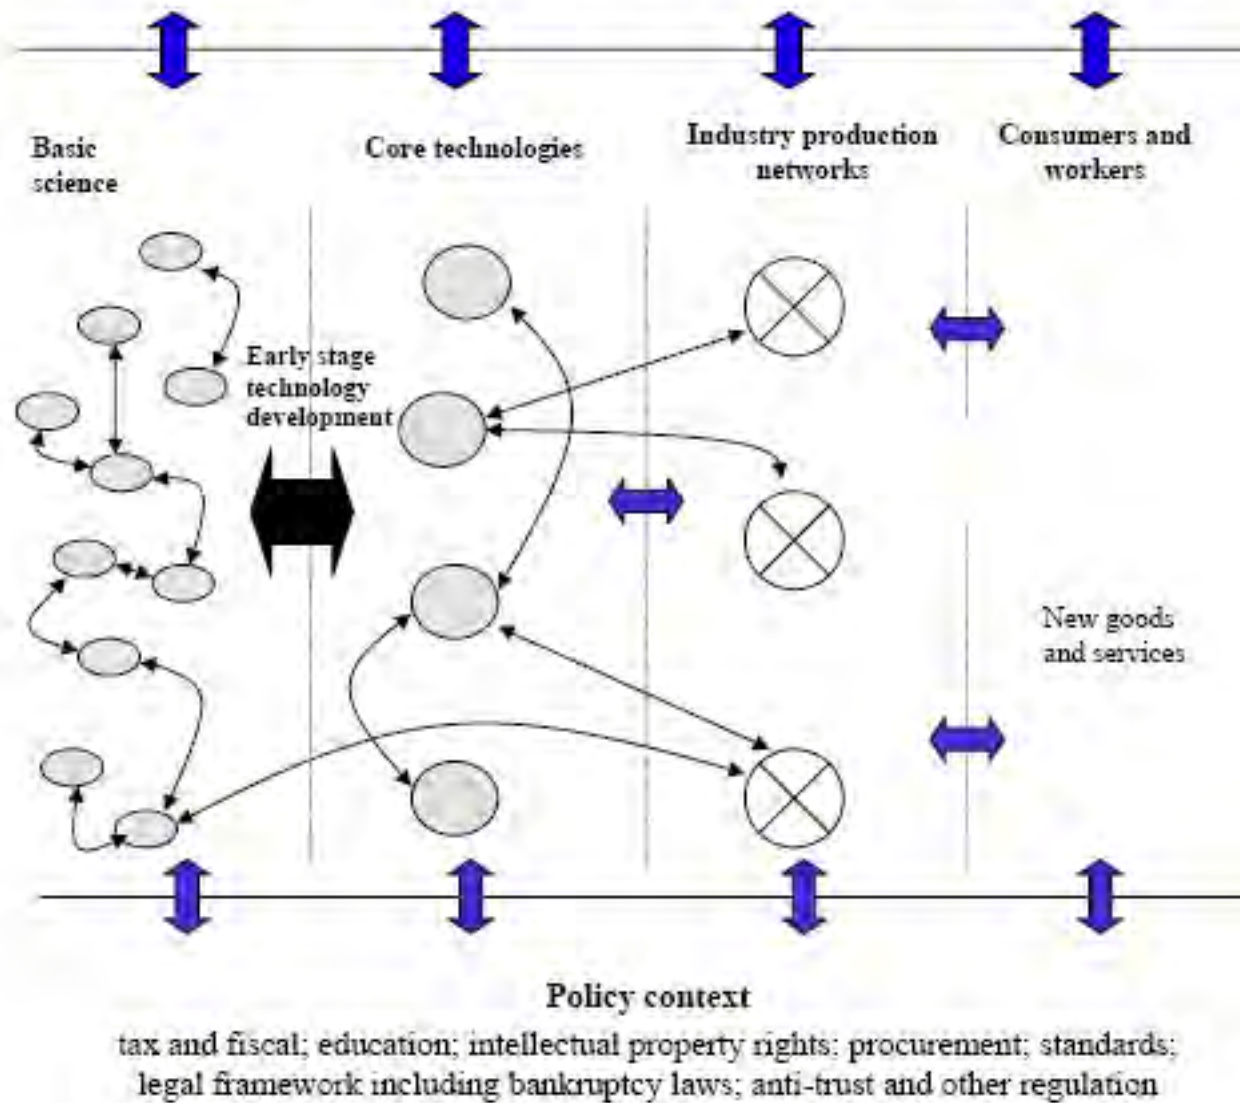 Basic
science
Core technologies
Industry production
networks
Consumers and
workers
Early stage
technology
development
New goods
and services
Policy context
tax and fiscal; education; intellectual property rights; procurement; standards;
legal framework including bankruptcy laws; anti-trust and other regulation